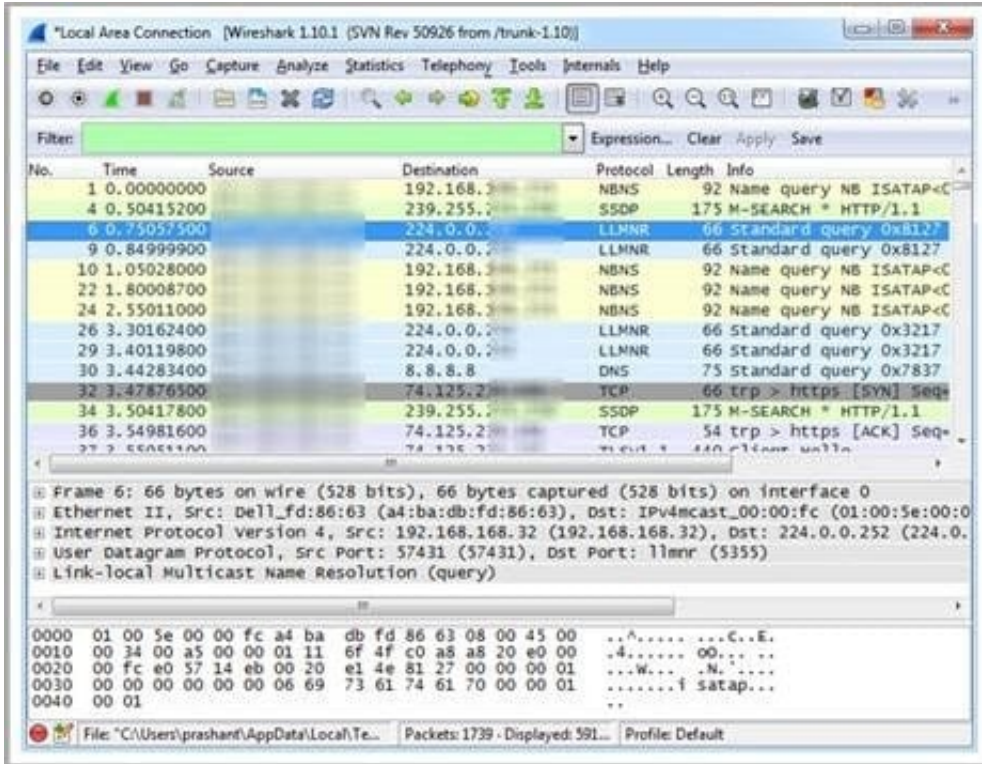 *Local Area Connection [Wireshark 1.10.1 (SVN Rev 50926 from /trunk-1.10)]
File Edit View Go Capture Analyze Statistics Telephony Tools Internals Help
Filter: Expression... Clear Apply Save
No. Time Source Destination Protocol Length Info
1 0.00000000 192.168. NBNS 92 Name query NB ISATAP<C
4 0.50415200 239.255. SSDP 175 M-SEARCH * HTTP/1.1
6 0.75057500 224.0.0. LLMNR 66 Standard query 0x8127
9 0.84999900 224.0.0. LLMNR 66 Standard query 0x8127
10 1.05028000 192.168. NBNS 92 Name query NB ISATAP<C
22 1.80008700 192.168. NBNS 92 Name query NB ISATAP<C
24 2.55011000 192.168. NBNS 92 Name query NB ISATAP<C
26 3.30162400 224.0.0. LLMNR 66 Standard query 0x3217
29 3.40119800 224.0.0. LLMNR 66 Standard query 0x3217
30 3.44283400 8.8.8.8 DNS 75 Standard query 0x7837
32 3.47876500 74.125.2 TCP 66 trp > https [SYN] Seq=
34 3.50417800 239.255. SSDP 175 M-SEARCH * HTTP/1.1
36 3.54981600 74.125.2 TCP 54 trp > https [ACK] Seq=
Frame 6: 66 bytes on wire (528 bits), 66 bytes captured (528 bits) on interface 0
Ethernet II, Src: Dell_fd:86:63 (a4:ba:db:fd:86:63), Dst: IPv4mcast_00:00:fc (01:00:5e:00:0
Internet Protocol Version 4, Src: 192.168.168.32 (192.168.168.32), Dst: 224.0.0.252 (224.0.
User Datagram Protocol, Src Port: 57431 (57431), Dst Port: llmnr (5355)
Link-local Multicast Name Resolution (query)
0000 01 00 5e 00 00 fc a4 ba db fd 86 63 08 00 45 00 ..^..... ...c..E.
0010 00 34 00 a5 00 00 01 11 6f 4f c0 a8 a8 20 e0 00 .4...... oO... ..
0020 00 fc e0 57 14 eb 00 20 e1 4e 81 27 00 00 00 01 ...W... .N.'....
0030 00 00 00 00 00 00 06 69 73 61 74 61 70 00 00 01 .......i satap...
0040 00 01 ..
File: "C:\Users\prashant\AppData\Local\Te... Packets: 1739 · Displayed: 591... Profile: Default